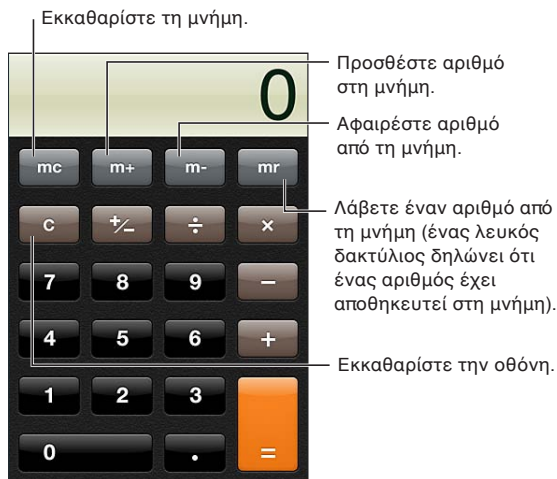 Εκκαθαρίστε τη μνήμη.
0
Προσθέστε αριθμό
στη μνήμη.
Αφαιρέστε αριθμό
από τη μνήμη.
mc m+ m- mr
Λάβετε έναν αριθμό από
τη μνήμη (ένας λευκός
δακτύλιος δηλώνει ότι
ένας αριθμός έχει
αποθηκευτεί στη μνήμη).
c +/− ÷ ×
7 8 9 −
4 5 6 +
Εκκαθαρίστε την οθόνη.
1 2 3
0 . =